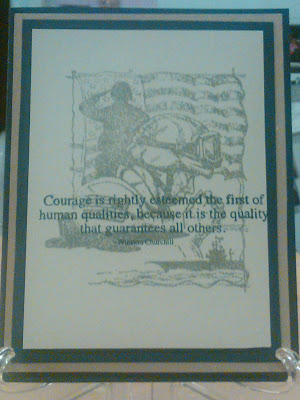 Courage is rightly esteemed the first of
human qualities, because it is the quality
that guarantees all others.
~Winston Churchill